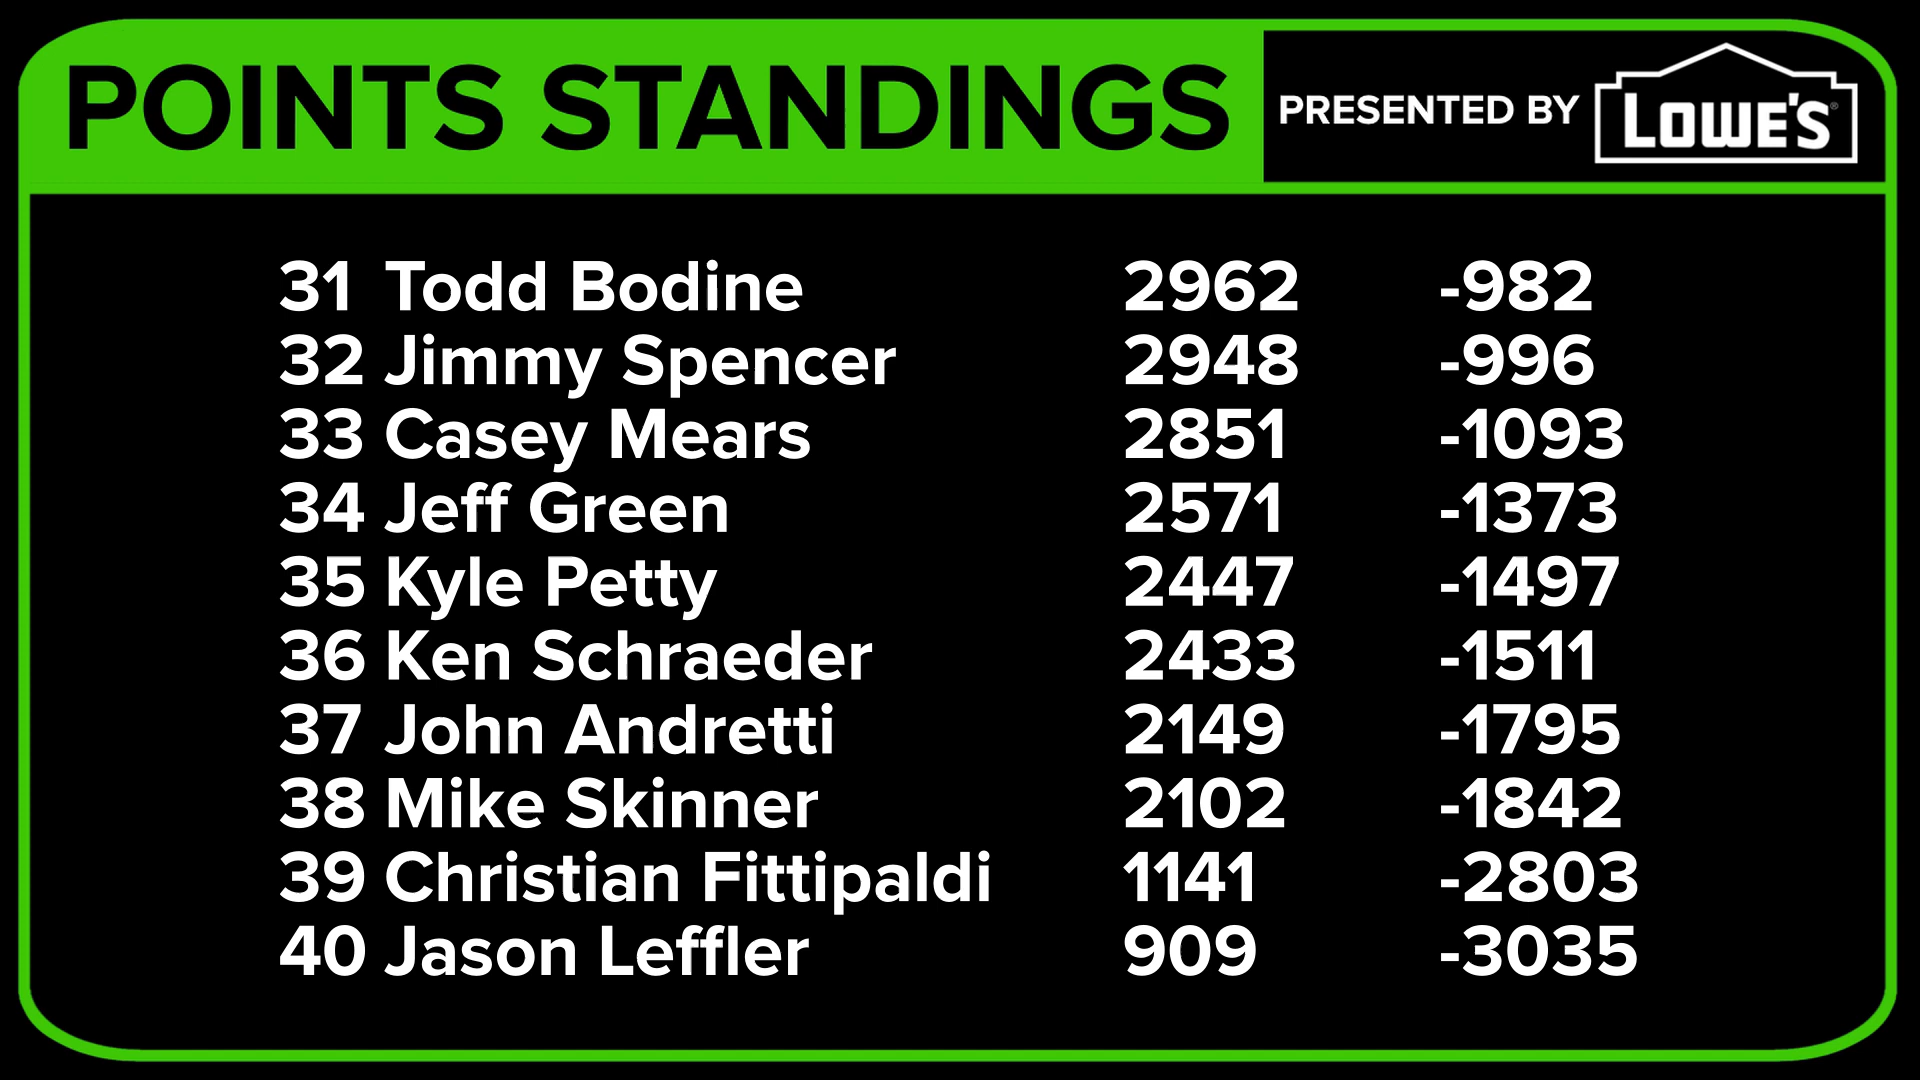 POINTS STANDINGS PRESENTED BY LOWE'S®
31 Todd Bodine 2962 -982
32 Jimmy Spencer 2948 -996
33 Casey Mears 2851 -1093
34 Jeff Green 2571 -1373
35 Kyle Petty 2447 -1497
36 Ken Schraeder 2433 -1511
37 John Andretti 2149 -1795
38 Mike Skinner 2102 -1842
39 Christian Fittipaldi 1141 -2803
40 Jason Leffler 909 -3035